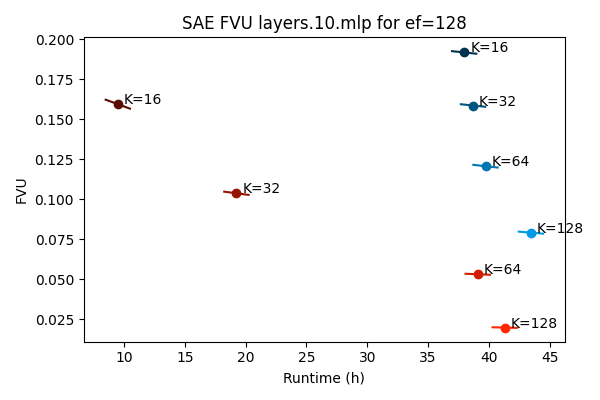 SAE FVU layers.10.mlp for ef=128
0.200
0.175
0.150
0.125
0.100
0.075
0.050
0.025
FVU
K=16
K=16
K=32
K=64
K=32
K=128
K=64
K=128
10
15
20
25
30
35
40
45
Runtime (h)